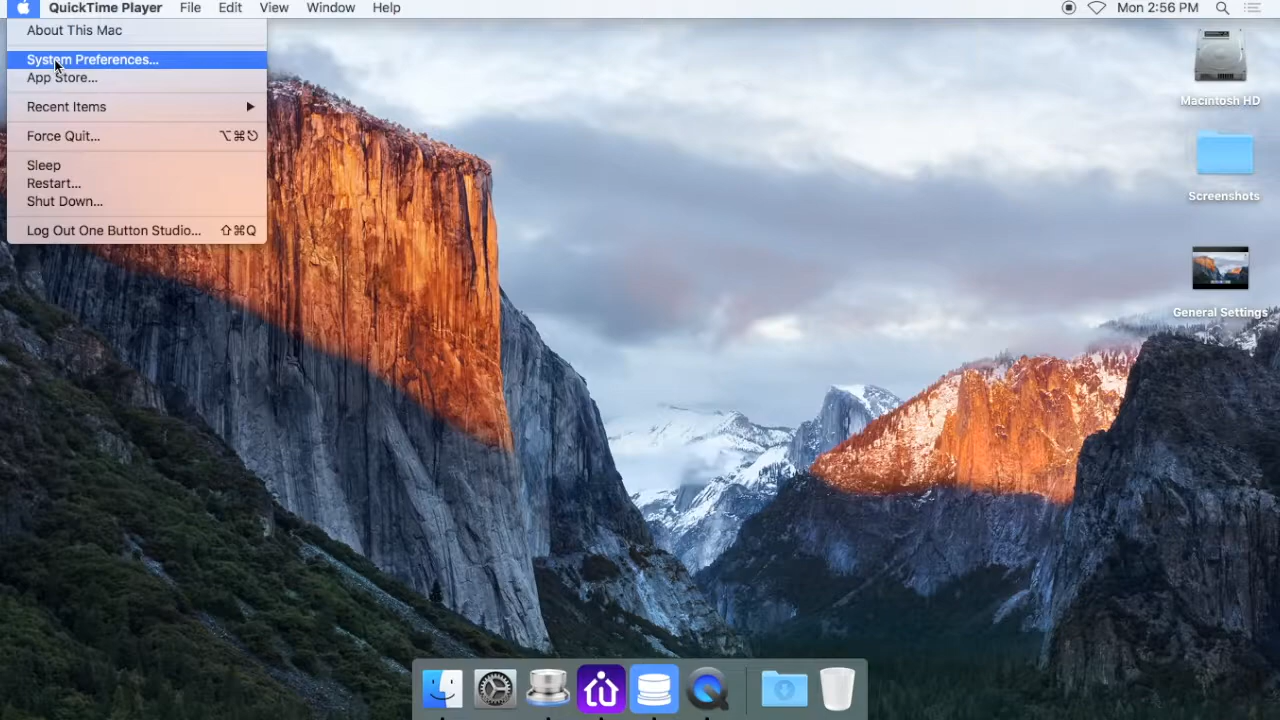 QuickTime Player File Edit View Window Help Mon 2:56 PM
About This Mac
System Preferences...
App Store...
Recent Items
Force Quit... ⌥⌘⎋
Sleep
Restart...
Shut Down...
Log Out One Button Studio... ⇧⌘Q
Macintosh HD
Screenshots
General Settings